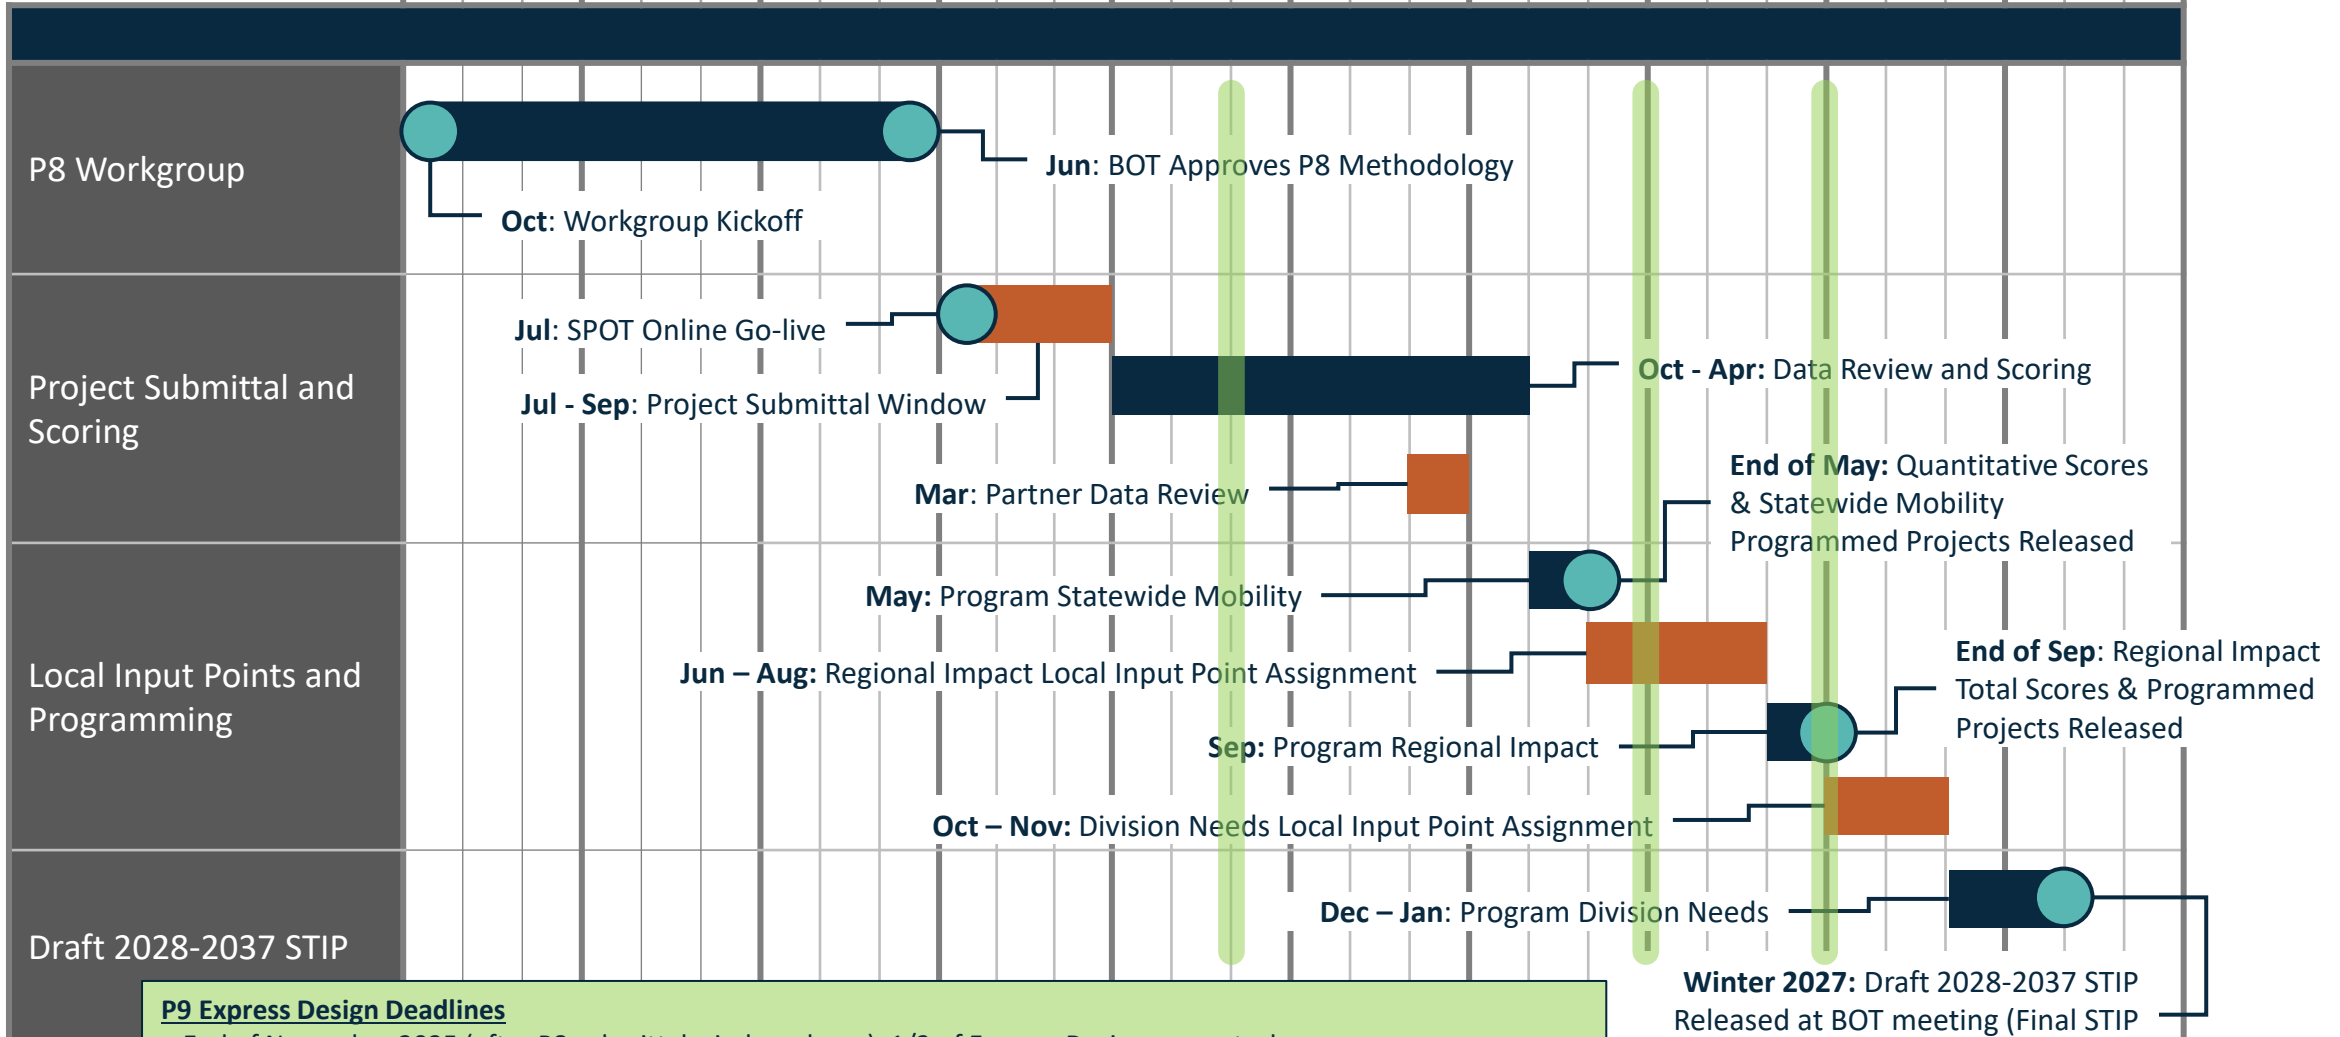 P8 Workgroup
Jun: BOT Approves P8 Methodology
Oct: Workgroup Kickoff
Project Submittal and
Scoring
Jul: SPOT Online Go-live
Jul - Sep: Project Submittal Window
Oct - Apr: Data Review and Scoring
Mar: Partner Data Review
End of May: Quantitative Scores
& Statewide Mobility
Programmed Projects Released
Local Input Points and
Programming
May: Program Statewide Mobility
Jun – Aug: Regional Impact Local Input Point Assignment
End of Sep: Regional Impact
Total Scores & Programmed
Projects Released
Sep: Program Regional Impact
Oct – Nov: Division Needs Local Input Point Assignment
Draft 2028-2037 STIP
Dec – Jan: Program Division Needs
Winter 2027: Draft 2028-2037 STIP
Released at BOT meeting (Final STIP
P9 Express Design Deadlines